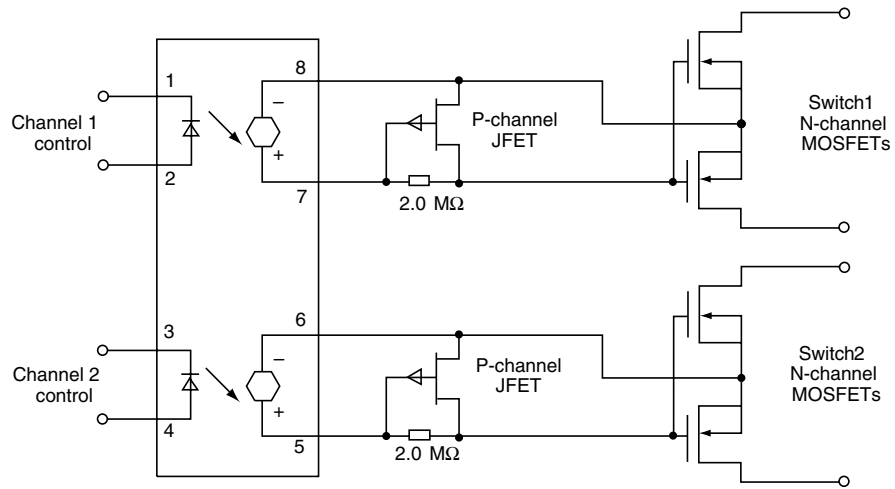 1
8
−
Channel 1
control
+
2
7
P-channel
JFET
2.0 MΩ
Switch1
N-channel
MOSFETs
3
6
−
Channel 2
control
+
4
5
P-channel
JFET
2.0 MΩ
Switch2
N-channel
MOSFETs